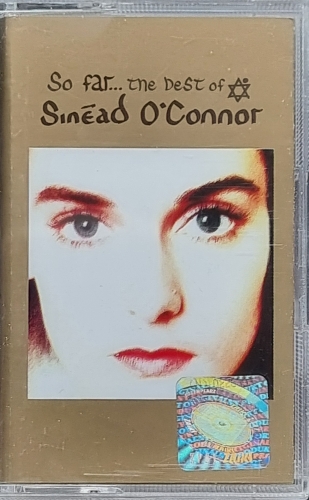 So far... the best of
Sinéad O'Connor